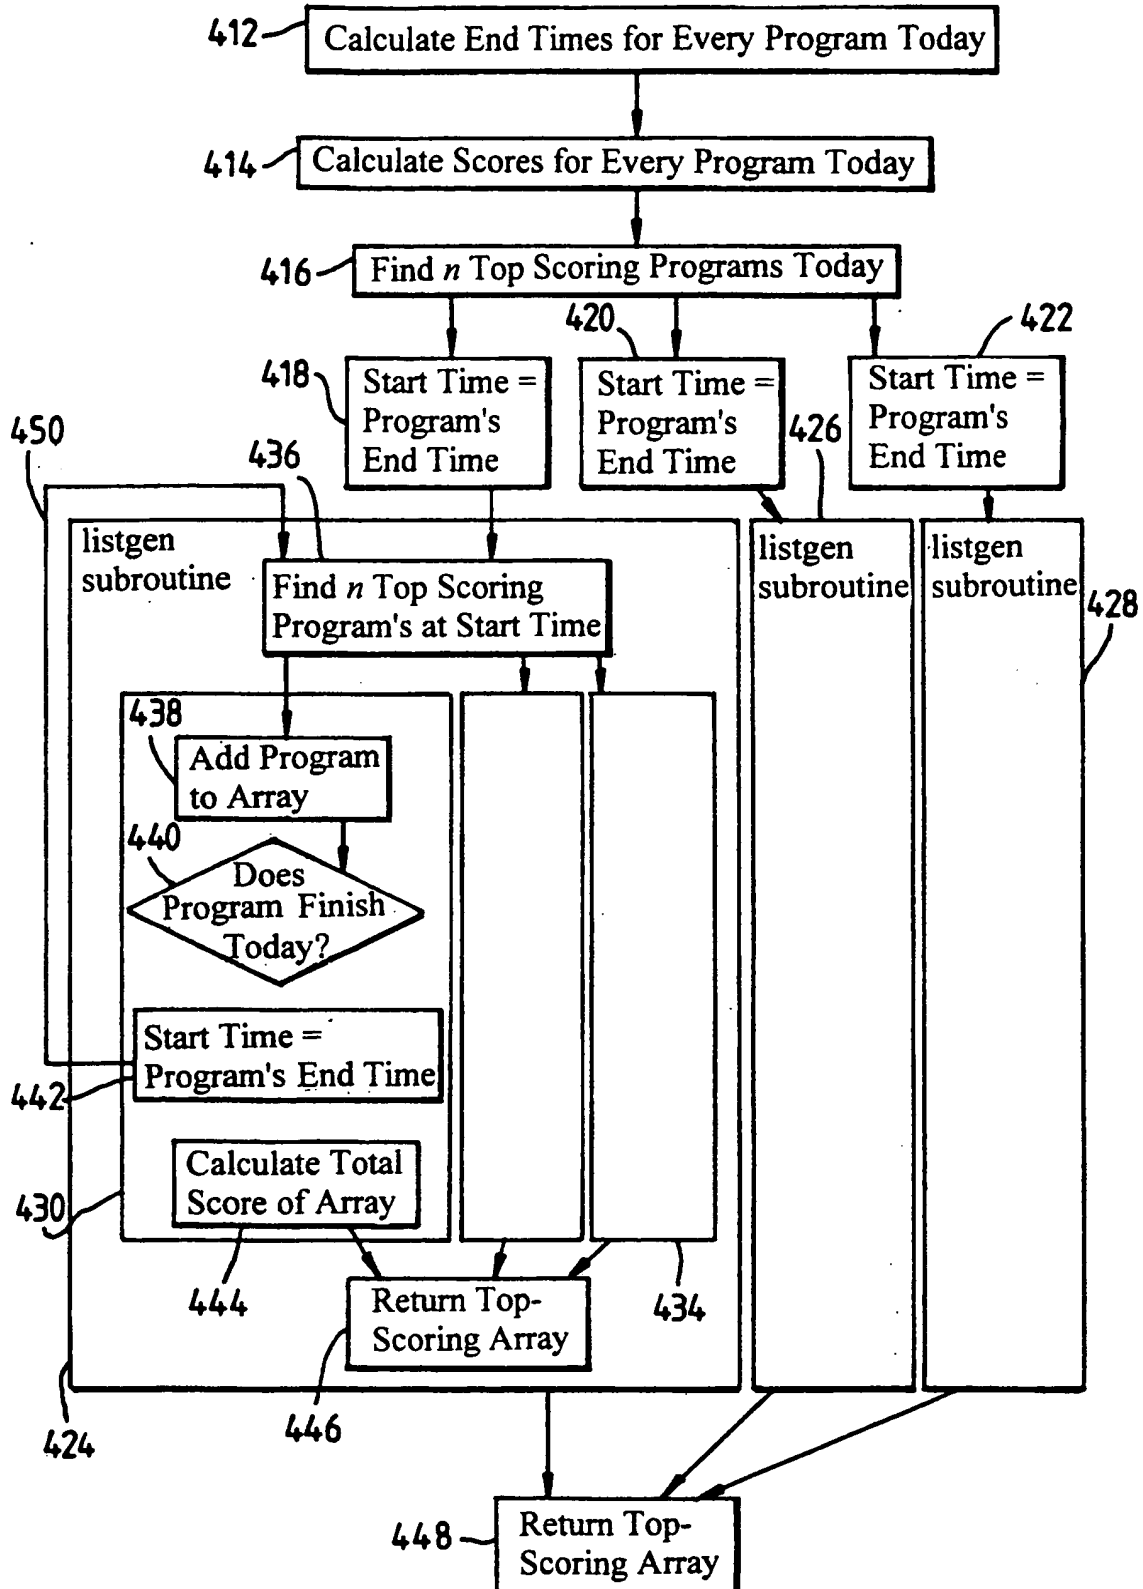 412
Calculate End Times for Every Program Today
414
Calculate Scores for Every Program Today
416
Find n Top Scoring Programs Today
418
Start Time =
Program's
End Time
420
Start Time =
Program's
End Time
422
Start Time =
Program's
End Time
450
436
426
listgen
subroutine
Find n Top Scoring
Program's at Start Time
listgen
subroutine
listgen
subroutine
428
438
Add Program
to Array
440
Does
Program Finish
Today?
Start Time =
Program's End Time
442
Calculate Total
Score of Array
430
444
434
Return Top-
Scoring Array
446
424
448
Return Top-
Scoring Array